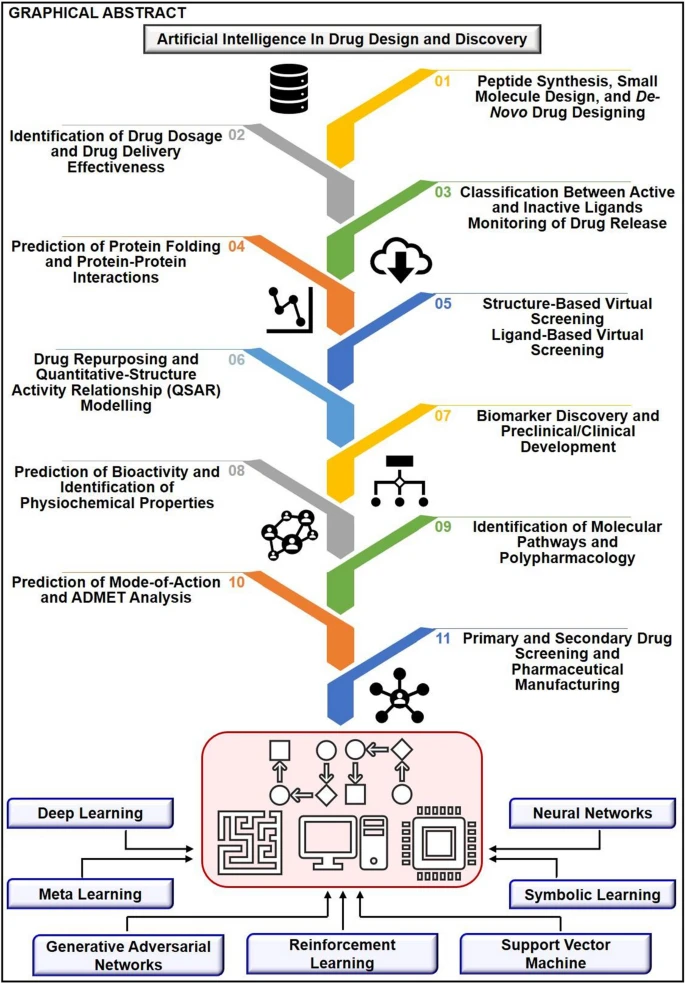 GRAPHICAL ABSTRACT
Artificial Intelligence In Drug Design and Discovery
01
Peptide Synthesis, Small
Molecule Design, and De-
Novo Drug Designing
02
Identification of Drug Dosage
and Drug Delivery
Effectiveness
03
Classification Between Active
and Inactive Ligands
Monitoring of Drug Release
04
Prediction of Protein Folding
and Protein-Protein
Interactions
05
Structure-Based Virtual
Screening
Ligand-Based Virtual
Screening
06
Drug Repurposing and
Quantitative-Structure
Activity Relationship (QSAR)
Modelling
07
Biomarker Discovery and
Preclinical/Clinical
Development
08
Prediction of Bioactivity and
Identification of
Physiochemical Properties
09
Identification of Molecular
Pathways and
Polypharmacology
10
Prediction of Mode-of-Action
and ADMET Analysis
11
Primary and Secondary Drug
Screening and
Pharmaceutical
Manufacturing
Deep Learning
Neural Networks
Meta Learning
Symbolic Learning
Generative Adversarial
Networks
Reinforcement
Learning
Support Vector
Machine